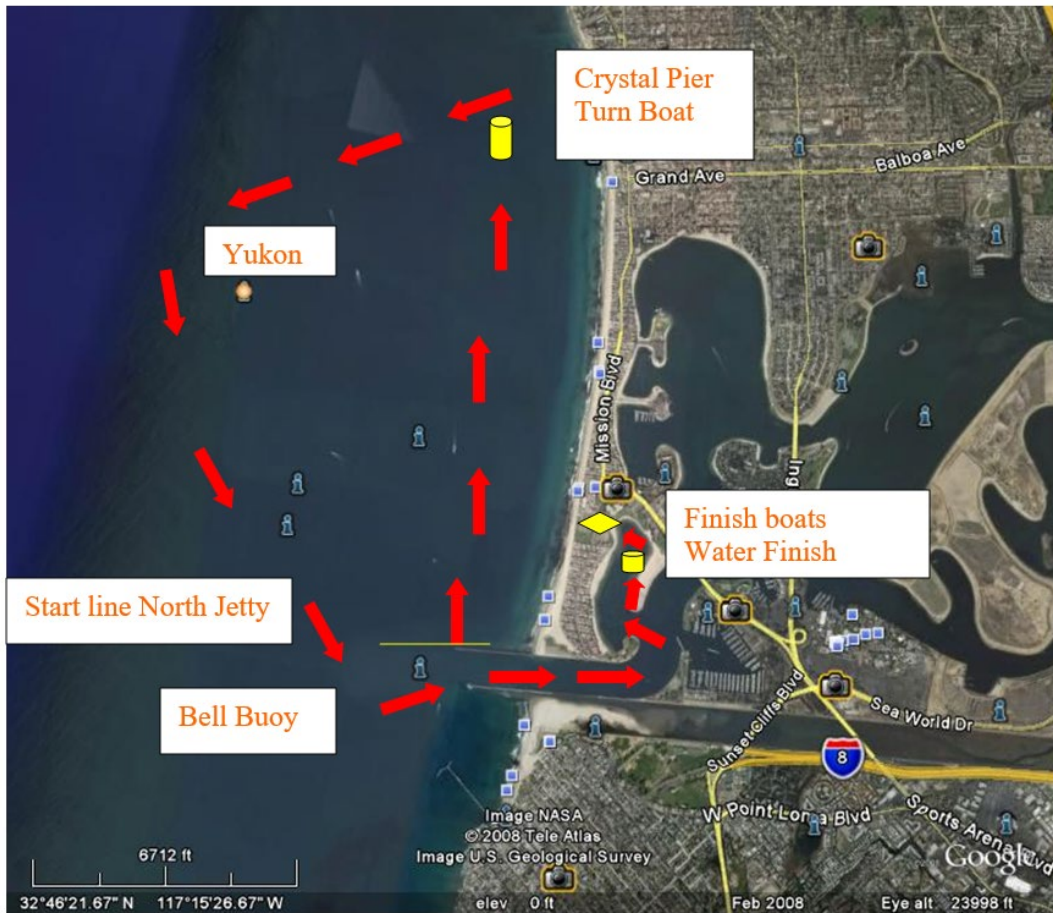 Crystal Pier
Turn Boat
Balboa Ave
Grand Ave
Yukon
Mission Blvd
Ing
Finish boats
Water Finish
Start line North Jetty
Bell Buoy
Sea World Dr
Sunset Cliffs Blvd
8
W Point Loma Blvd
Sports Arena Blvd
Image NASA
© 2008 Tele Atlas
Image U.S. Geological Survey
Google
6712 ft
32°46'21.67" N 117°15'26.67" W elev 0 ft Feb 2008 Eye alt 23998 ft